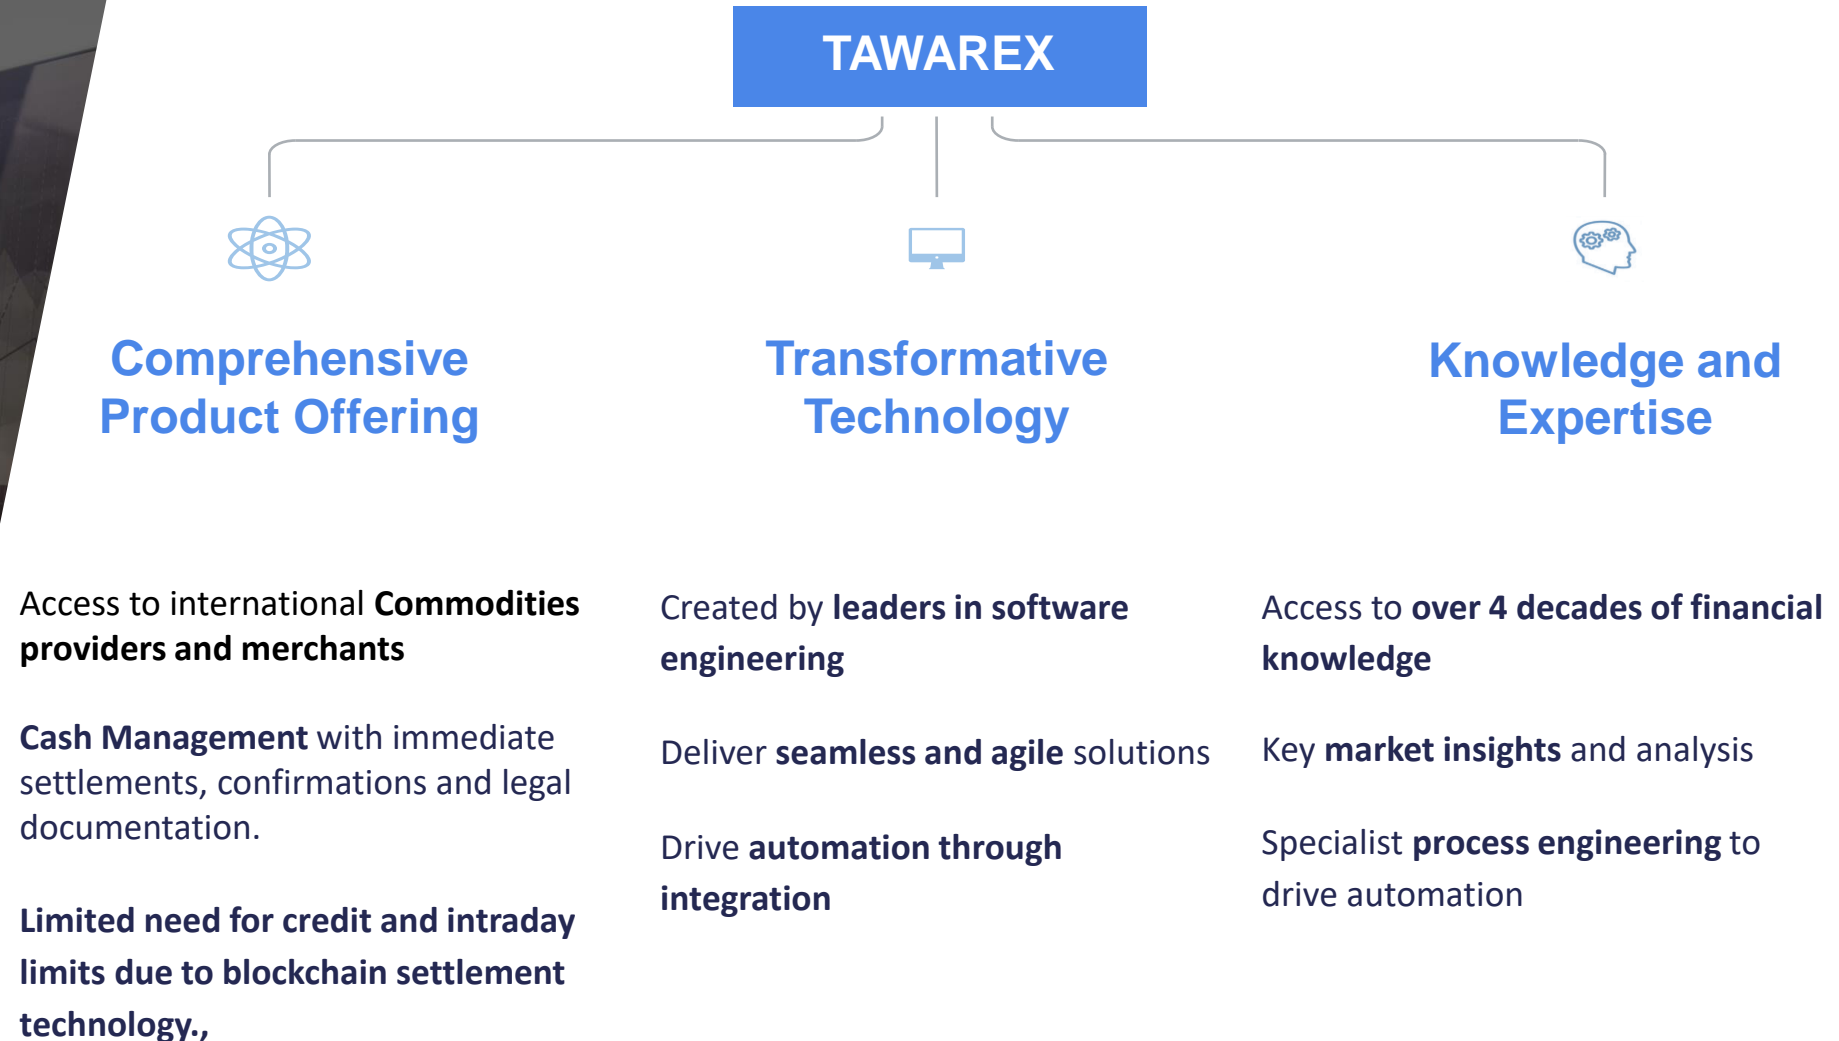 TAWAREX
Comprehensive
Product Offering
Access to international Commodities
providers and merchants
Cash Management with immediate
settlements, confirmations and legal
documentation.
Limited need for credit and intraday
limits due to blockchain settlement
technology.,
Transformative
Technology
Created by leaders in software
engineering
Deliver seamless and agile solutions
Drive automation through
integration
Knowledge and
Expertise
Access to over 4 decades of financial
knowledge
Key market insights and analysis
Specialist process engineering to
drive automation